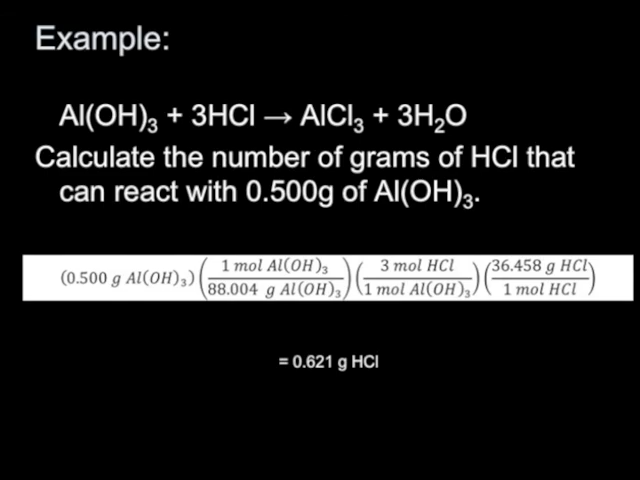 Example:
Al(OH)₃ + 3HCl → AlCl₃ + 3H₂O
Calculate the number of grams of HCl that
can react with 0.500g of Al(OH)₃.
(0.500 g Al(OH)₃) (1 mol Al(OH)₃ / 88.004 g Al(OH)₃) (3 mol HCl / 1 mol Al(OH)₃) (36.458 g HCl / 1 mol HCl)
= 0.621 g HCl